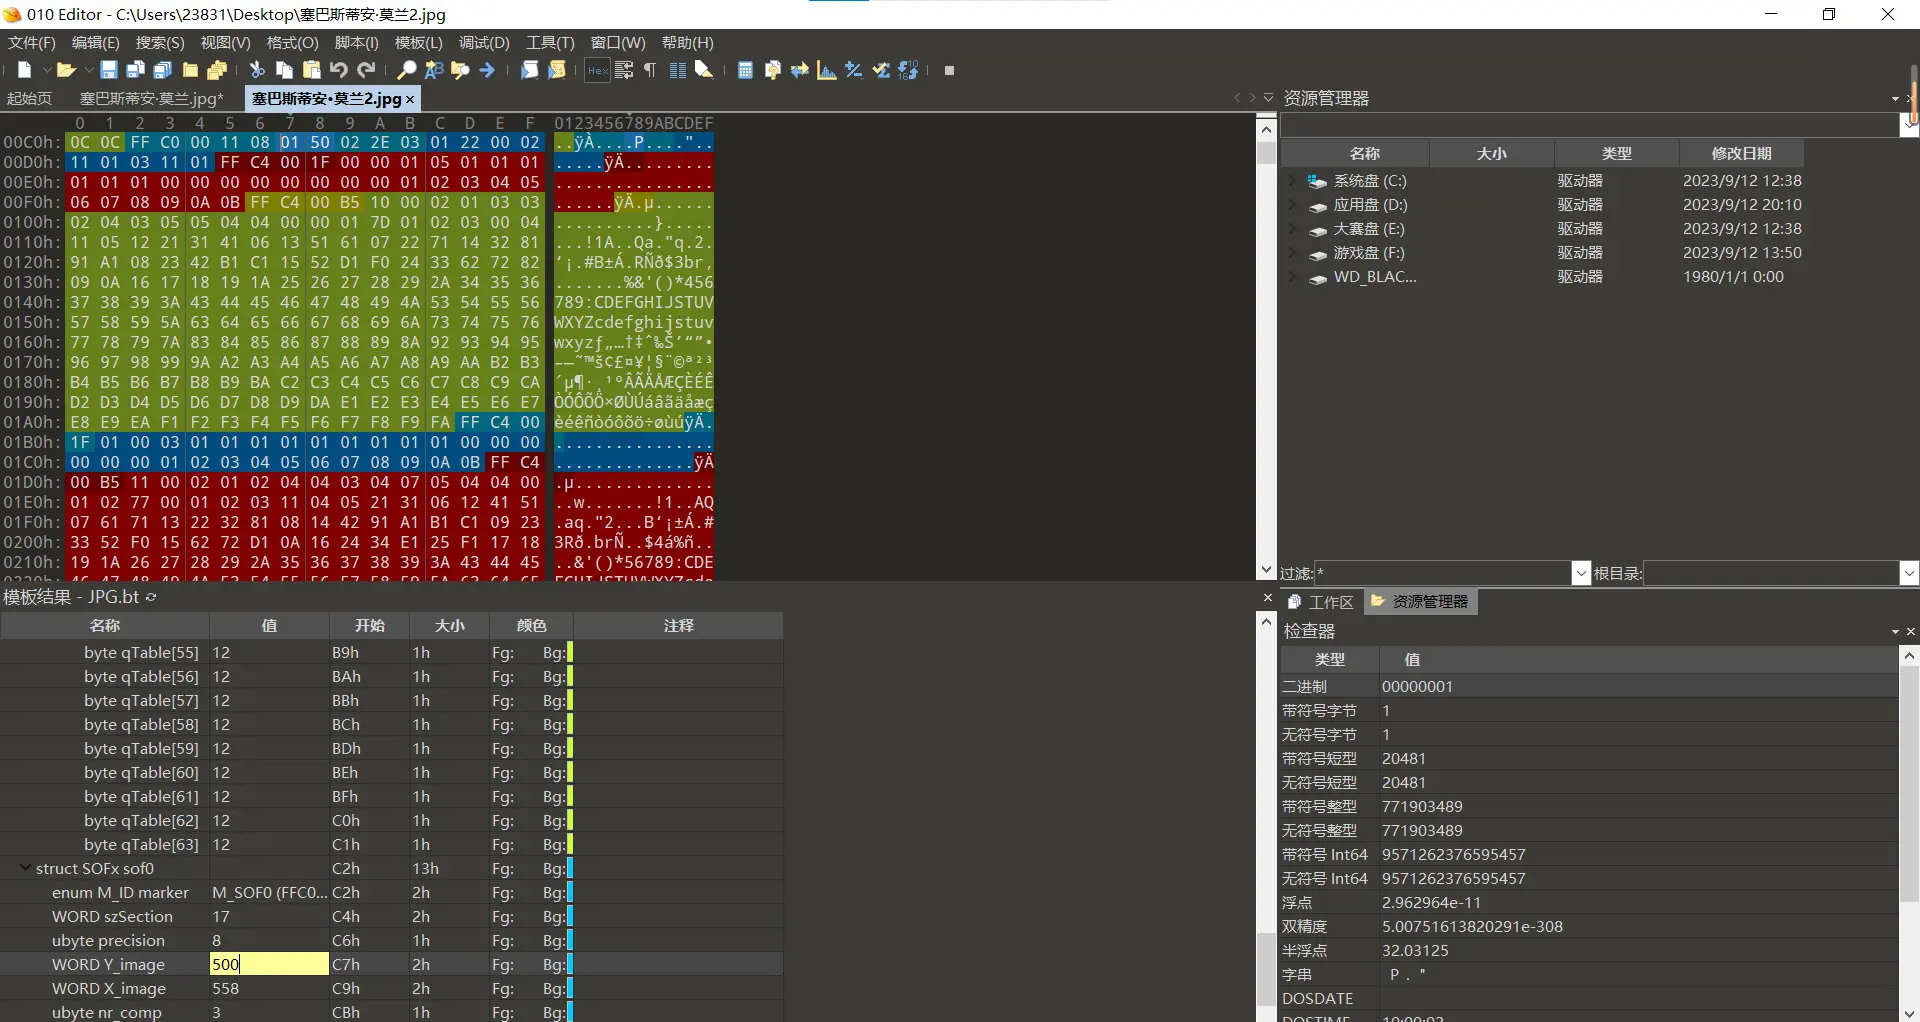 010 Editor - C:\Users\23831\Desktop\塞巴斯蒂安·莫兰2.jpg
文件(F) 编辑(E) 搜索(S) 视图(V) 格式(O) 脚本(I) 模板(L) 调试(D) 工具(T) 窗口(W) 帮助(H)
起始页 塞巴斯蒂安·莫兰.jpg* 塞巴斯蒂安·莫兰2.jpg ×
0 1 2 3 4 5 6 7 8 9 A B C D E F 0123456789ABCDEF
00C0h: 0C 0C FF C0 00 11 08 01 50 02 2E 03 01 22 00 02 ..ÿÀ....P....".. 
00D0h: 11 01 03 11 01 FF C4 00 1F 00 00 01 05 01 01 01 .....ÿÄ.........
00E0h: 01 01 01 00 00 00 00 00 00 00 00 01 02 03 04 05 ................
00F0h: 06 07 08 09 0A 0B FF C4 00 B5 10 00 02 01 03 03 ......ÿÄ.µ......
0100h: 02 04 03 05 05 04 04 00 00 01 7D 01 02 03 00 04 ..........}.....
0110h: 11 05 12 21 31 41 06 13 51 61 07 22 71 14 32 81 ...!1A..Qa."q.2.
0120h: 91 A1 08 23 42 B1 C1 15 52 D1 F0 24 33 62 72 82 ‘¡.#B±Á.RÑð$3br‚
0130h: 09 0A 16 17 18 19 1A 25 26 27 28 29 2A 34 35 36 .......%&'()*456
0140h: 37 38 39 3A 43 44 45 46 47 48 49 4A 53 54 55 56 789:CDEFGHIJSTUV
0150h: 57 58 59 5A 63 64 65 66 67 68 69 6A 73 74 75 76 WXYZcdefghijstuv
0160h: 77 78 79 7A 83 84 85 86 87 88 89 8A 92 93 94 95 wxyzƒ„…†‡ˆ‰Š’“”•
0170h: 96 97 98 99 9A A2 A3 A4 A5 A6 A7 A8 A9 AA B2 B3 –—˜™š¢£¤¥¦§¨©ª²³
0180h: B4 B5 B6 B7 B8 B9 BA C2 C3 C4 C5 C6 C7 C8 C9 CA ´µ¶·¸¹ºÂÃÄÅÆÇÈÉÊ
0190h: D2 D3 D4 D5 D6 D7 D8 D9 DA E1 E2 E3 E4 E5 E6 E7 ÒÓÔÕÖ×ØÙÚáâãäåæç
01A0h: E8 E9 EA F1 F2 F3 F4 F5 F6 F7 F8 F9 FA FF C4 00 èéêñòóôõö÷øùúÿÄ.
01B0h: 1F 01 00 03 01 01 01 01 01 01 01 01 01 00 00 00 ................
01C0h: 00 00 00 01 02 03 04 05 06 07 08 09 0A 0B FF C4 ..............ÿÄ
01D0h: 00 B5 11 00 02 01 02 04 04 03 04 07 05 04 04 00 .µ..............
01E0h: 01 02 77 00 01 02 03 11 04 05 21 31 06 12 41 51 ..w.......!1..AQ
01F0h: 07 61 71 13 22 32 81 08 14 42 91 A1 B1 C1 09 23 .aq."2...B‘¡±Á.#
0200h: 33 52 F0 15 62 72 D1 0A 16 24 34 E1 25 F1 17 18 3Rð.brÑ..$4á%ñ..
0210h: 19 1A 26 27 28 29 2A 35 36 37 38 39 3A 43 44 45 ..&'()*56789:CDE
模板结果 - JPG.bt
名称 值 开始 大小 颜色 注释
byte qTable[55] 12 B9h 1h Fg: Bg:
byte qTable[56] 12 BAh 1h Fg: Bg:
byte qTable[57] 12 BBh 1h Fg: Bg:
byte qTable[58] 12 BCh 1h Fg: Bg:
byte qTable[59] 12 BDh 1h Fg: Bg:
byte qTable[60] 12 BEh 1h Fg: Bg:
byte qTable[61] 12 BFh 1h Fg: Bg:
byte qTable[62] 12 C0h 1h Fg: Bg:
byte qTable[63] 12 C1h 1h Fg: Bg:
struct SOFx sof0 C2h 13h Fg: Bg:
enum M_ID marker M_SOF0 (FFC0... C2h 2h Fg: Bg:
WORD szSection 17 C4h 2h Fg: Bg:
ubyte precision 8 C6h 1h Fg: Bg:
WORD Y_image 500 C7h 2h Fg: Bg:
WORD X_image 558 C9h 2h Fg: Bg:
ubyte nr_comp 3 CBh 1h Fg: Bg:
资源管理器
名称 大小 类型 修改日期
系统盘 (C:) 驱动器 2023/9/12 12:38
应用盘 (D:) 驱动器 2023/9/12 20:10
大赛盘 (E:) 驱动器 2023/9/12 12:38
游戏盘 (F:) 驱动器 2023/9/12 13:50
WD_BLAC... 驱动器 1980/1/1 0:00
过滤: * 根目录:
工作区 资源管理器
检查器
类型 值
二进制 00000001
带符号字节 1
无符号字节 1
带符号短型 20481
无符号短型 20481
带符号整型 771903489
无符号整型 771903489
带符号 Int64 9571262376595457
无符号 Int64 9571262376595457
浮点 2.962964e-11
双精度 5.00751613820291e-308
半浮点 32.03125
字串 P . "
DOSDATE